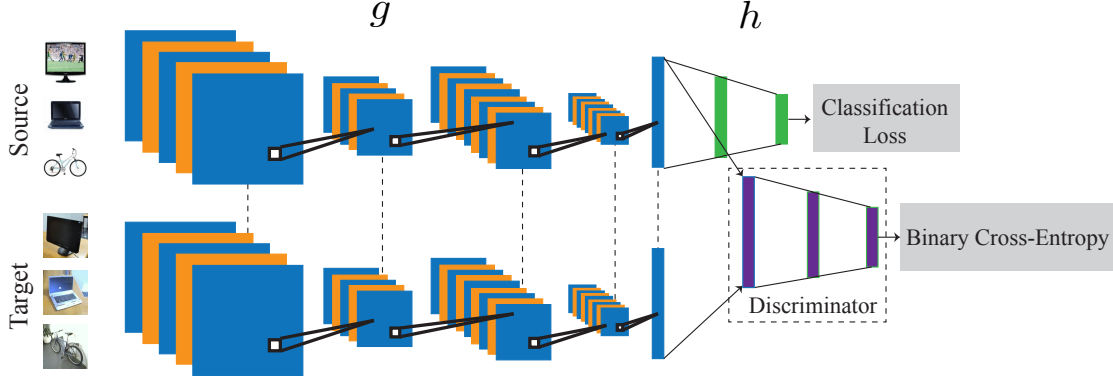 g
h
Source
Classification
Loss
Target
Binary Cross-Entropy
Discriminator